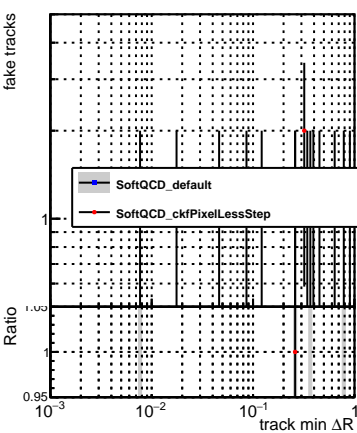 fake tracks
SoftQCD_default
SoftQCD_ckfPixelLessStep
1
1.05
Ratio
1
0.95
10⁻³ 10⁻² 10⁻¹ 1
track min ΔR